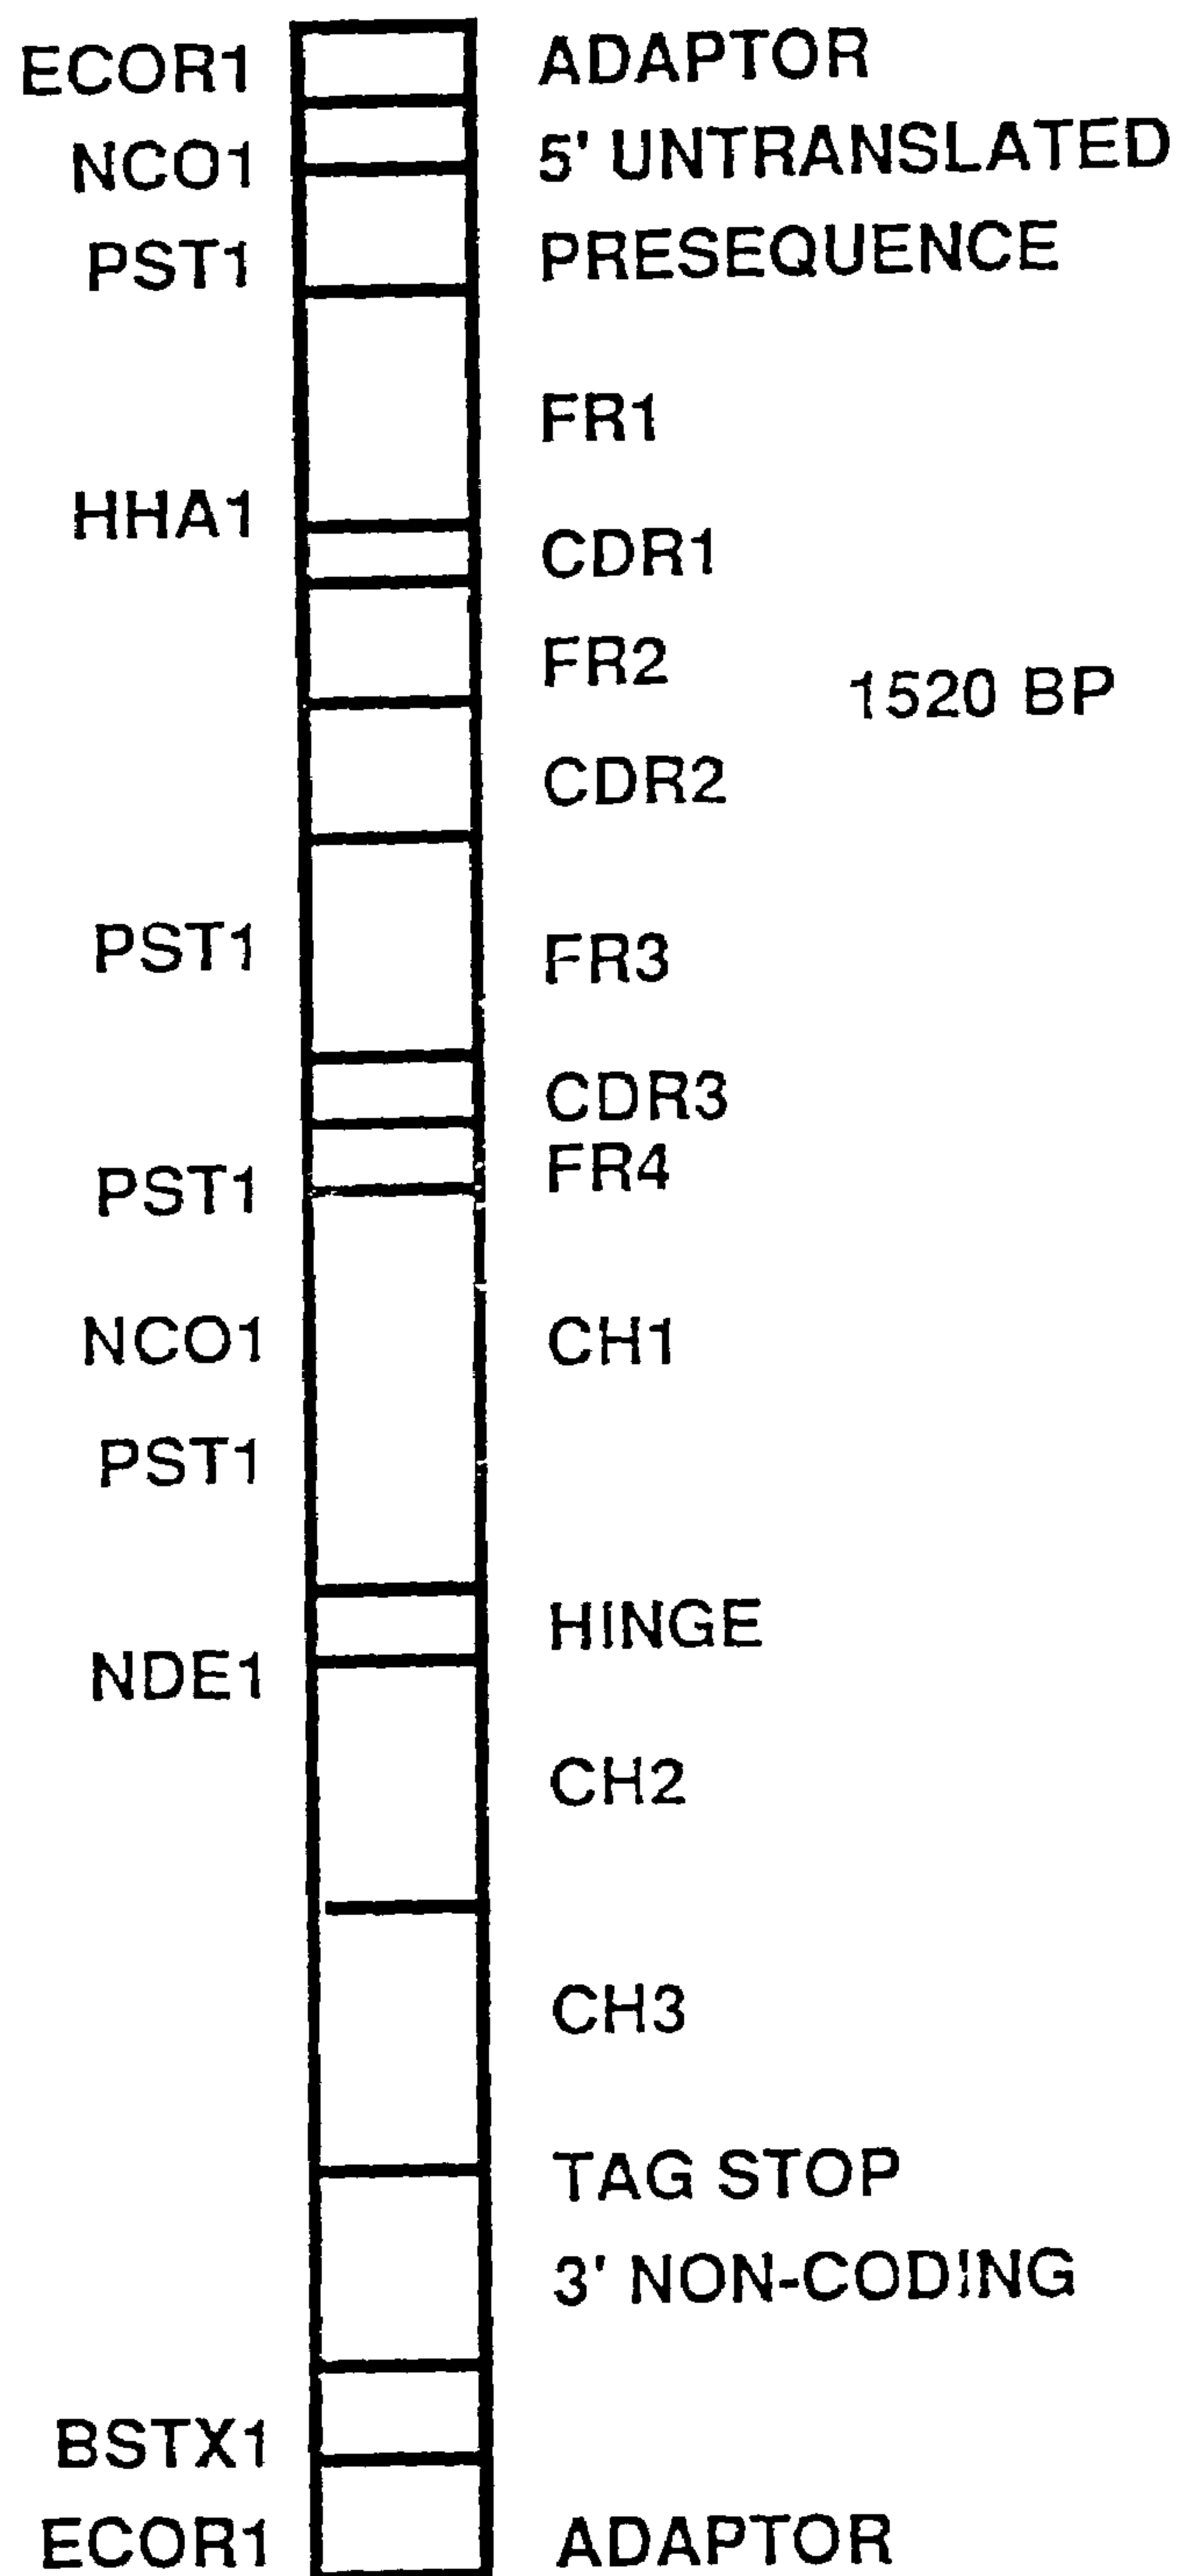 ECOR1 ADAPTOR
NCO1 5' UNTRANSLATED
PST1 PRESEQUENCE
FR1
HHA1
CDR1
FR2
1520 BP
CDR2
PST1 FR3
CDR3
FR4
PST1
NCO1 CH1
PST1
HINGE
NDE1
CH2
CH3
TAG STOP
3' NON-CODING
BSTX1
ECOR1 ADAPTOR